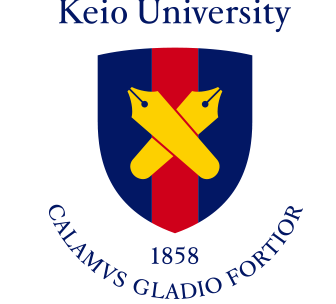 Keio University
1858
CALAMVS GLADIO FORTIOR